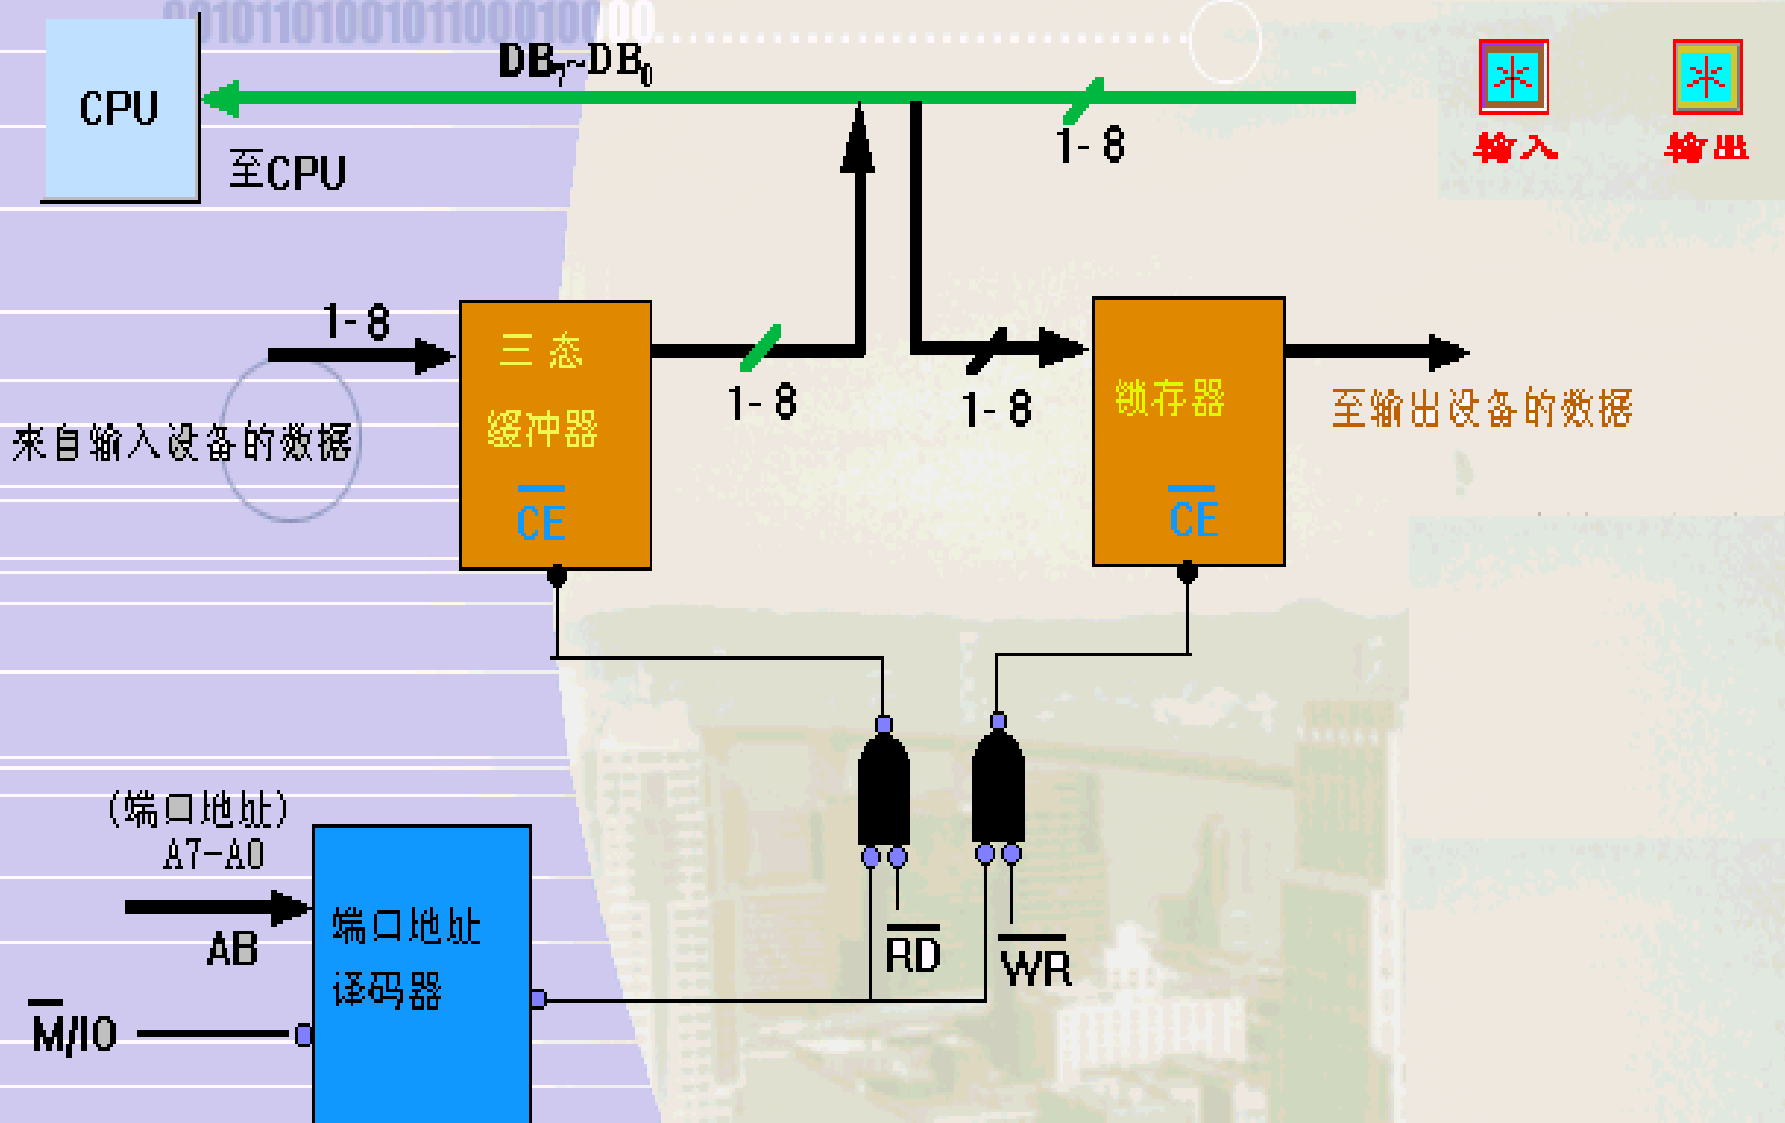 001011010010110001000
DB7~DB0
CPU
至CPU
1-8
输入
输出
1-8
三态
缓冲器
CE
1-8
1-8
锁存器
CE
来自输入设备的数据
至输出设备的数据
(端口地址)
A7-A0
AB
M/IO
端口地址
译码器
RD
WR